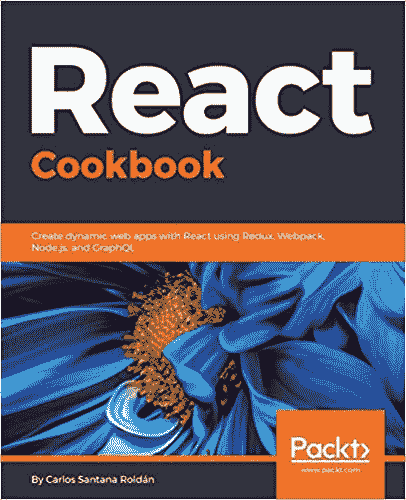 React
Cookbook
Create dynamic web apps with React using Redux, Webpack,
Node.js, and GraphQL
Packt>
www.packt.com
By Carlos Santana Roldán